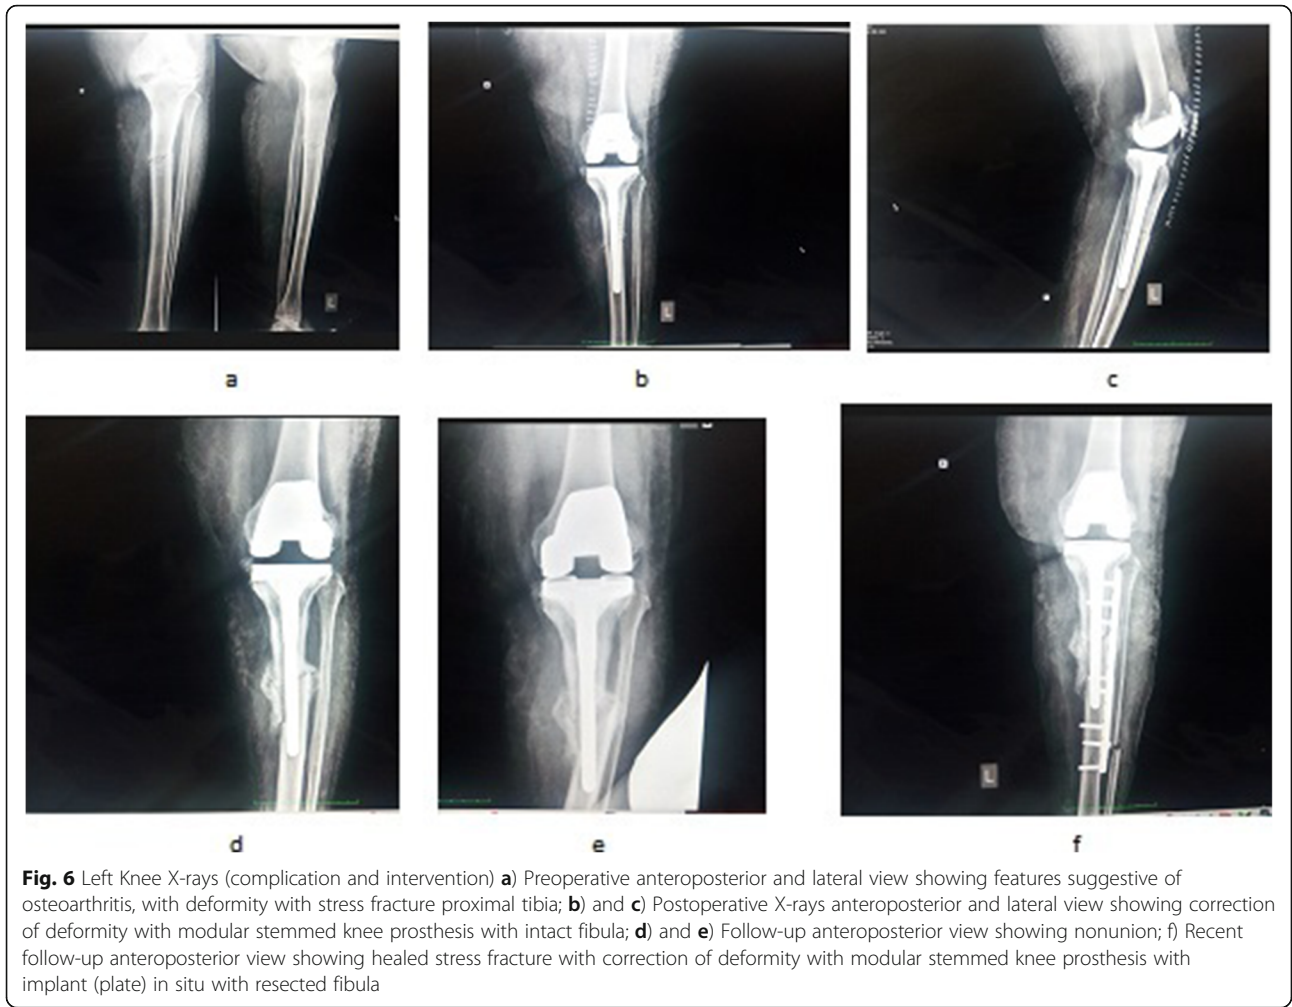 L
L
L
a
b
c
L
d
e
f
Fig. 6 Left Knee X-rays (complication and intervention) a) Preoperative anteroposterior and lateral view showing features suggestive of
osteoarthritis, with deformity with stress fracture proximal tibia; b) and c) Postoperative X-rays anteroposterior and lateral view showing correction
of deformity with modular stemmed knee prosthesis with intact fibula; d) and e) Follow-up anteroposterior view showing nonunion; f) Recent
follow-up anteroposterior view showing healed stress fracture with correction of deformity with modular stemmed knee prosthesis with
implant (plate) in situ with resected fibula